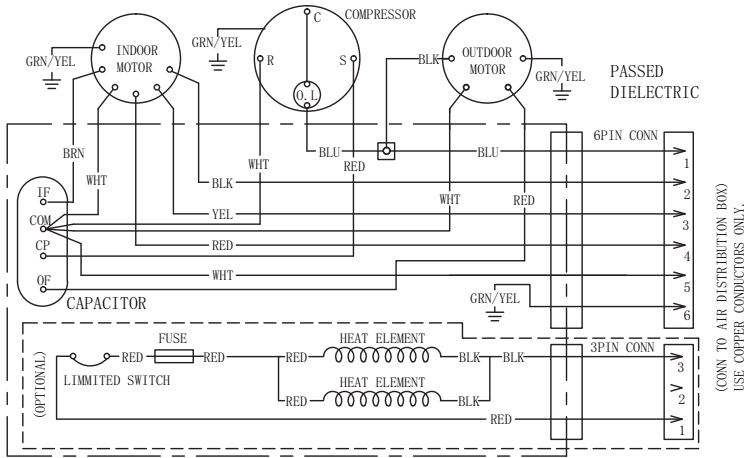 COMPRESSOR
C
GRN/YEL
INDOOR
MOTOR
GRN/YEL
R
S
O.L
BLK
OUTDOOR
MOTOR
GRN/YEL
PASSED
DIELECTRIC
6PIN CONN
BRN
WHT
WHT
BLU
RED
BLU
1
BLK
2
IF
WHT
RED
COM
YEL
3
CP
RED
4
WHT
5
OF
CAPACITOR
GRN/YEL
6
(CONN TO AIR DISTRIBUTION BOX)
USE COPPER CONDUCTORS ONLY.
(OPTIONAL)
FUSE
HEAT ELEMENT
3PIN CONN
RED
RED
RED
BLK
BLK
3
LIMMITED SWITCH
HEAT ELEMENT
2
RED
BLK
RED
1